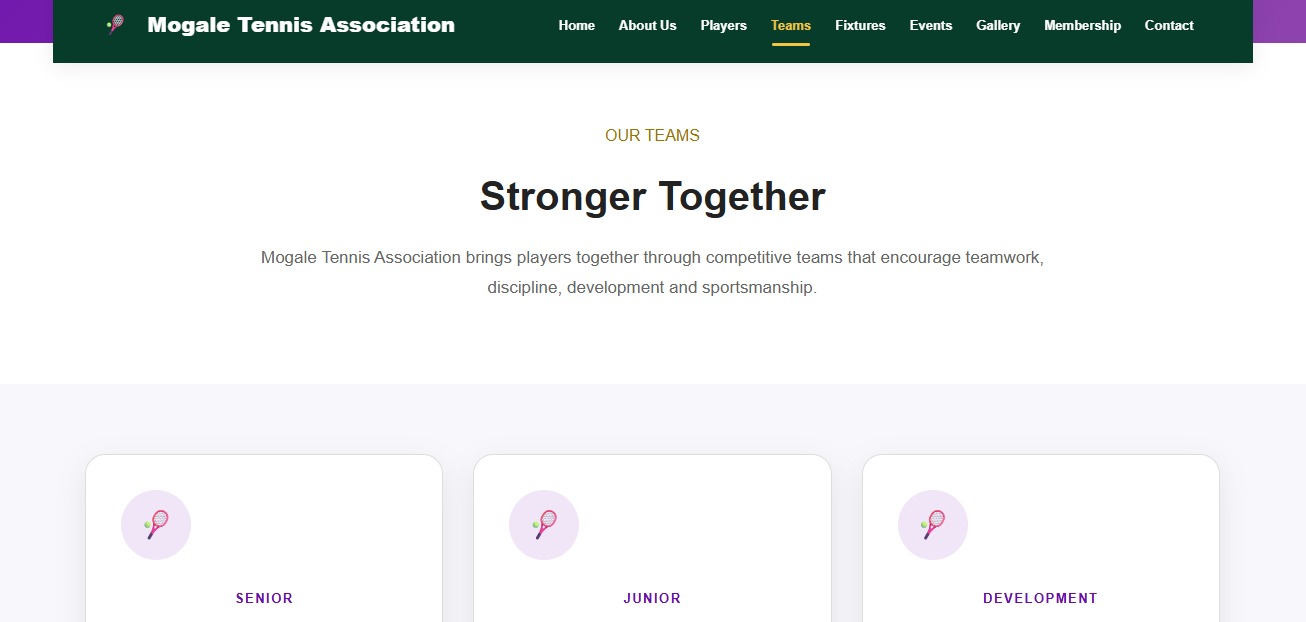 Mogale Tennis Association
Home About Us Players Teams Fixtures Events Gallery Membership Contact
OUR TEAMS
Stronger Together
Mogale Tennis Association brings players together through competitive teams that encourage teamwork,
discipline, development and sportsmanship.
SENIOR
JUNIOR
DEVELOPMENT